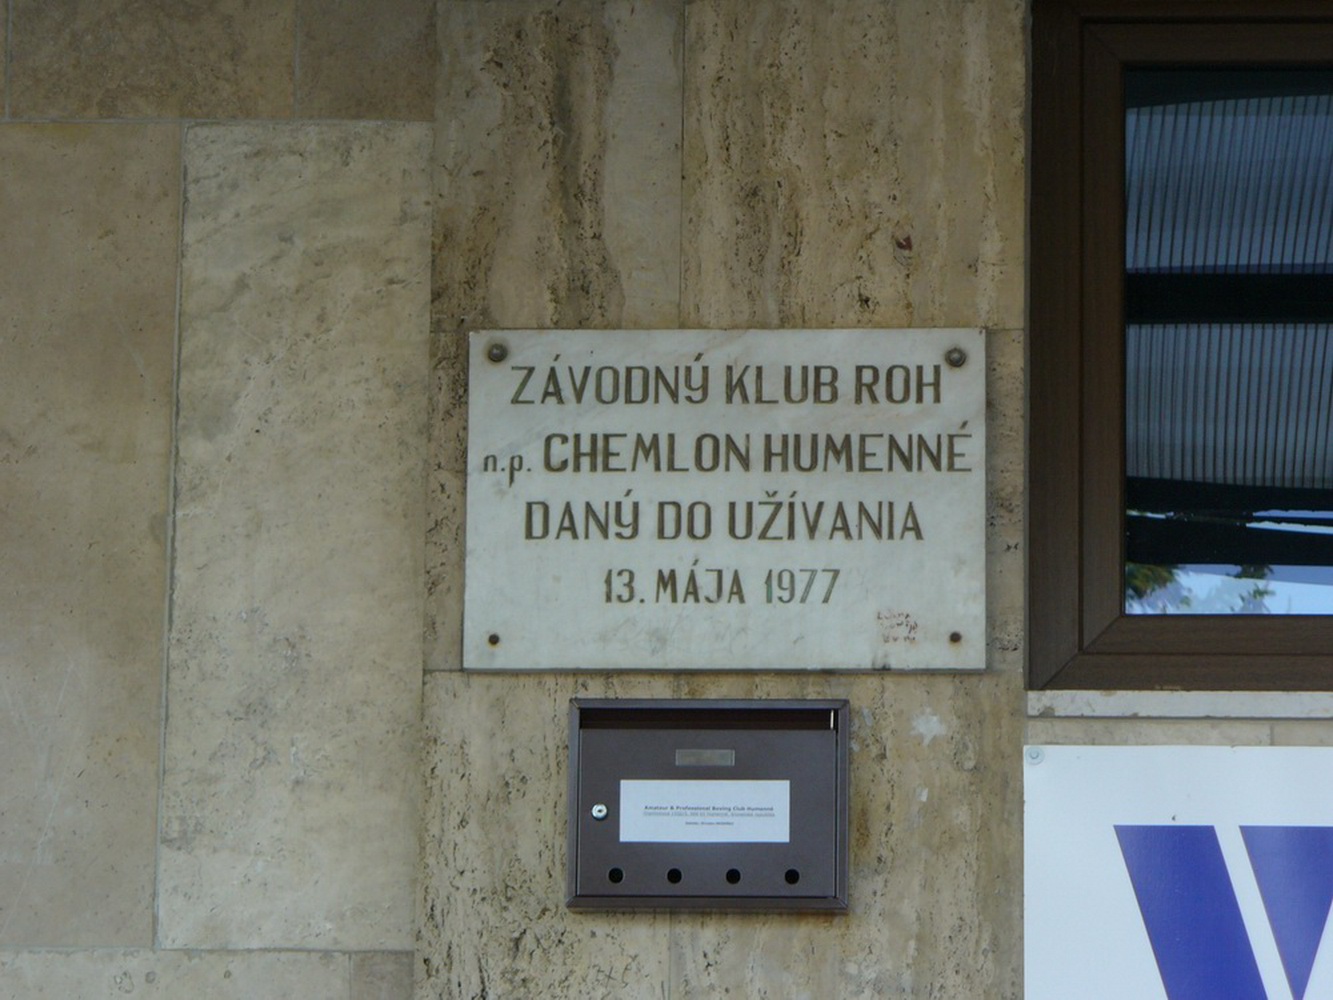 ZÁVODNÝ KLUB ROH
n.p. CHEMLON HUMENNÉ
DANÝ DO UŽÍVANIA
13. MÁJA 1977
Amateur & Professional Boxing Club Humenné
W